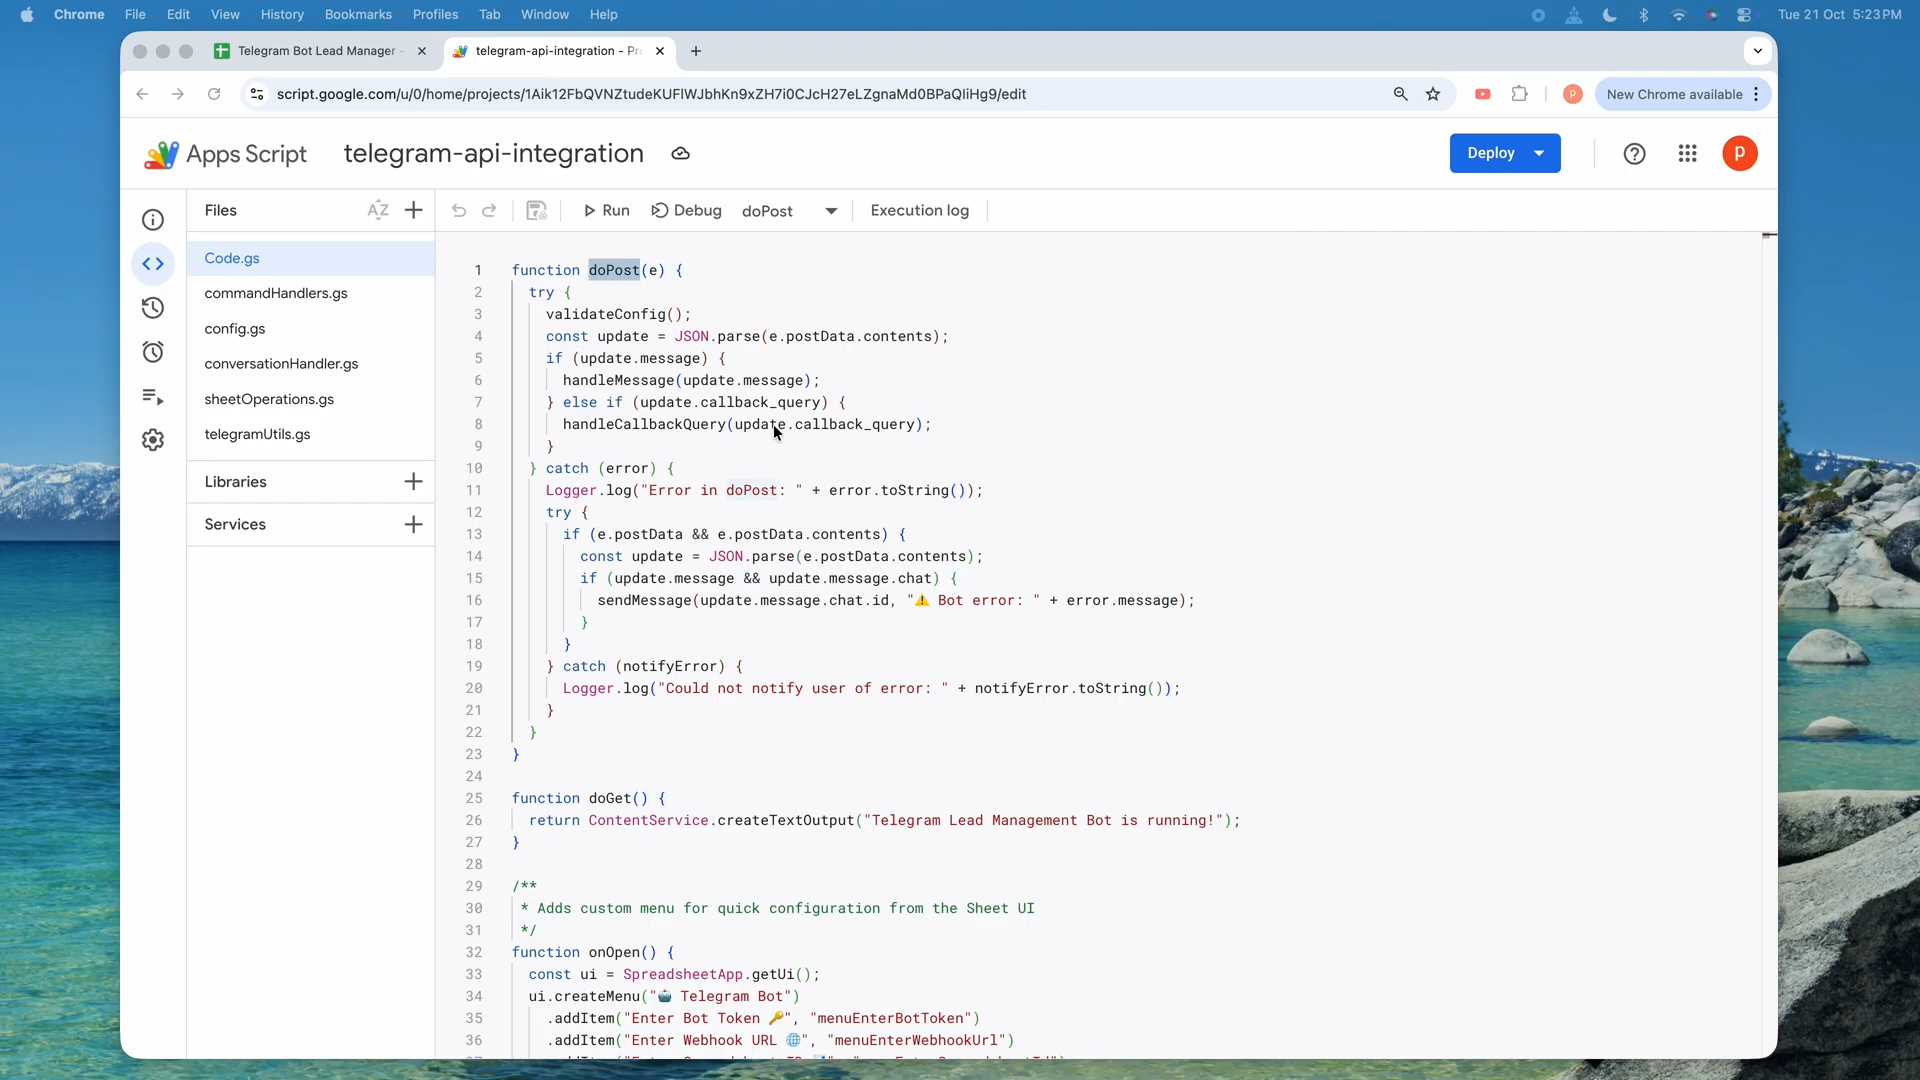 Chrome File Edit View History Bookmarks Profiles Tab Window Help Tue 21 Oct 5:23 PM
Telegram Bot Lead Manager telegram-api-integration - Pr
script.google.com/u/0/home/projects/1Aik12FbQVNZtudeKUFlWJbhKn9xZH7i0CJcH27eLZgnaMd0BPaQliHg9/edit P New Chrome available
Apps Script telegram-api-integration Deploy p
Files AZ Run Debug doPost Execution log
Code.gs
commandHandlers.gs
config.gs
conversationHandler.gs
sheetOperations.gs
telegramUtils.gs
Libraries
Services
1 function doPost(e) {
2 try {
3 validateConfig();
4 const update = JSON.parse(e.postData.contents);
5 if (update.message) {
6 handleMessage(update.message);
7 } else if (update.callback_query) {
8 handleCallbackQuery(update.callback_query);
9 }
10 } catch (error) {
11 Logger.log("Error in doPost: " + error.toString());
12 try {
13 if (e.postData && e.postData.contents) {
14 const update = JSON.parse(e.postData.contents);
15 if (update.message && update.message.chat) {
16 sendMessage(update.message.chat.id, "⚠️ Bot error: " + error.message);
17 }
18 }
19 } catch (notifyError) {
20 Logger.log("Could not notify user of error: " + notifyError.toString());
21 }
22 }
23 }
24
25 function doGet() {
26 return ContentService.createTextOutput("Telegram Lead Management Bot is running!");
27 }
28
29 /**
30 * Adds custom menu for quick configuration from the Sheet UI
31 */
32 function onOpen() {
33 const ui = SpreadsheetApp.getUi();
34 ui.createMenu("🤖 Telegram Bot")
35 .addItem("Enter Bot Token 🔑", "menuEnterBotToken")
36 .addItem("Enter Webhook URL 🌐", "menuEnterWebhookUrl")